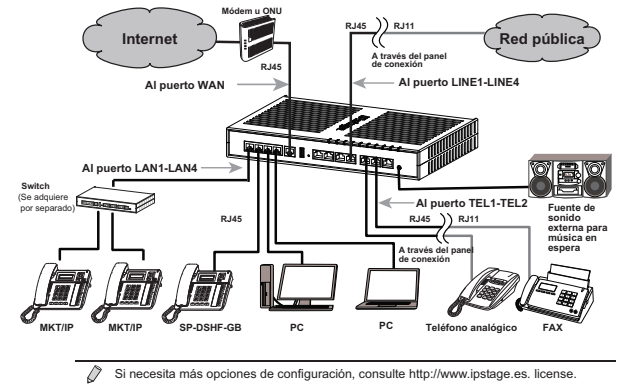 Módem u ONU
Internet
RJ45
RJ11
Red pública
A través del panel
de conexión
RJ45
Al puerto WAN
Al puerto LINE1-LINE4
Al puerto LAN1-LAN4
Switch
(Se adquiere
por separado)
RJ45
Al puerto TEL1-TEL2
RJ45
RJ11
Fuente de
sonido
externa para
música en
espera
A través del panel
de conexión
MKT/IP
MKT/IP
SP-DSHF-GB
PC
PC
Teléfono analógico
FAX
Si necesita más opciones de configuración, consulte http://www.ipstage.es. license.